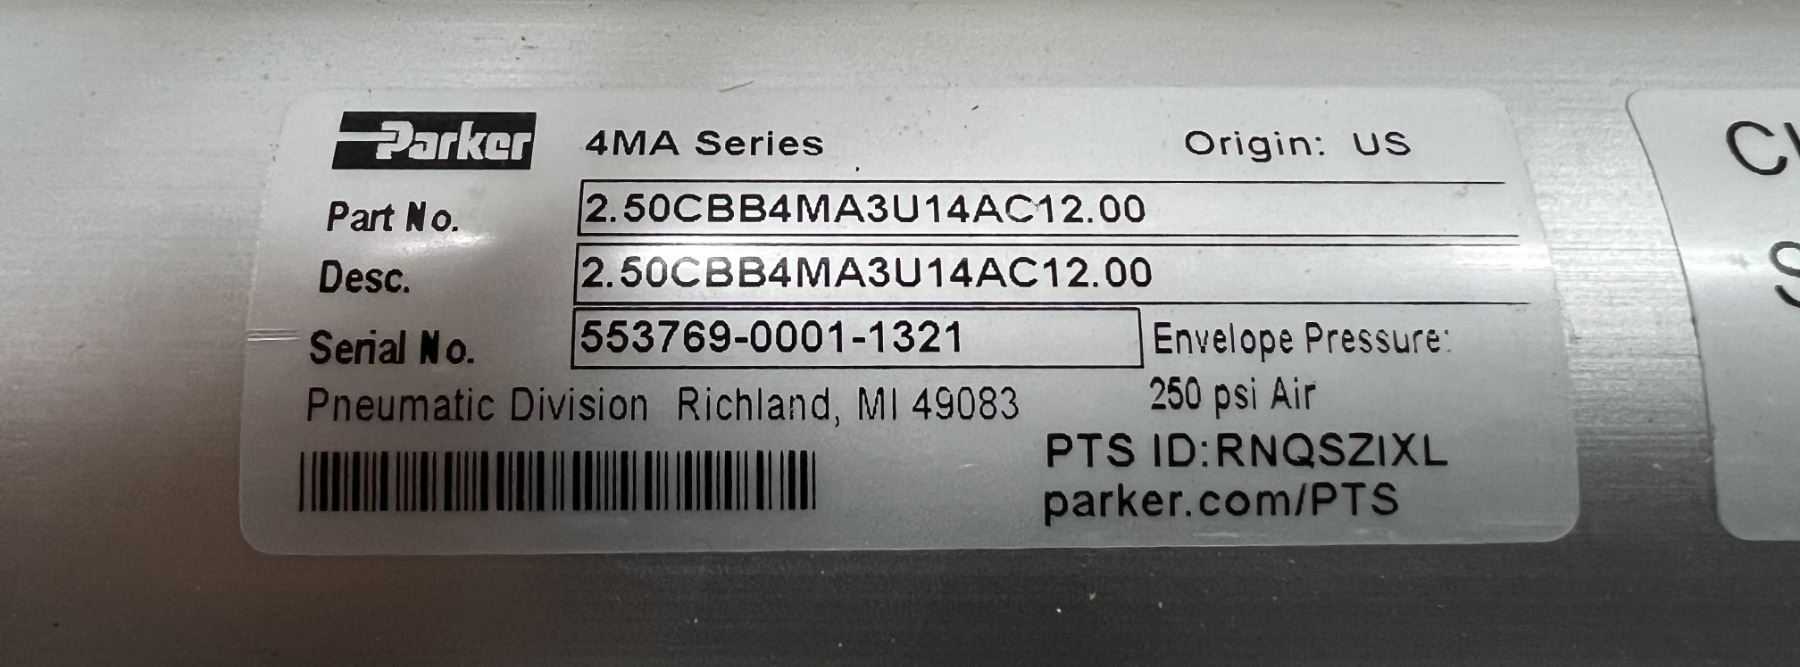 Parker 4MA Series Origin: US
Part No. 2.50CBB4MA3U14AC12.00
Desc. 2.50CBB4MA3U14AC12.00
Serial No. 553769-0001-1321 Envelope Pressure:
Pneumatic Division Richland, MI 49083 250 psi Air
PTS ID:RNQSZIXL
parker.com/PTS